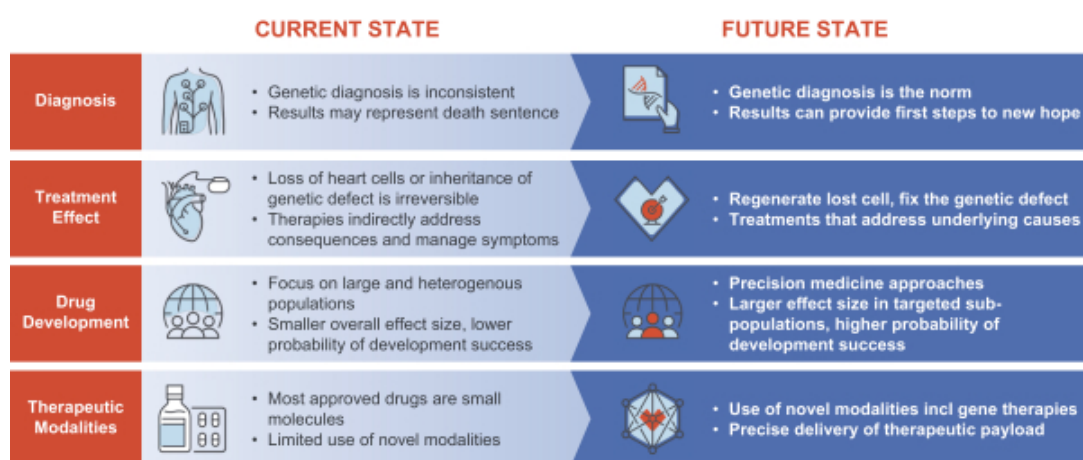 CURRENT STATE
FUTURE STATE
Diagnosis
• Genetic diagnosis is inconsistent
• Results may represent death sentence
• Genetic diagnosis is the norm
• Results can provide first steps to new hope
Treatment
Effect
• Loss of heart cells or inheritance of
genetic defect is irreversible
• Therapies indirectly address
consequences and manage symptoms
• Regenerate lost cell, fix the genetic defect
• Treatments that address underlying causes
Drug
Development
• Focus on large and heterogenous
populations
• Smaller overall effect size, lower
probability of development success
• Precision medicine approaches
• Larger effect size in targeted sub-
populations, higher probability of
development success
Therapeutic
Modalities
• Most approved drugs are small
molecules
• Limited use of novel modalities
• Use of novel modalities incl gene therapies
• Precise delivery of therapeutic payload